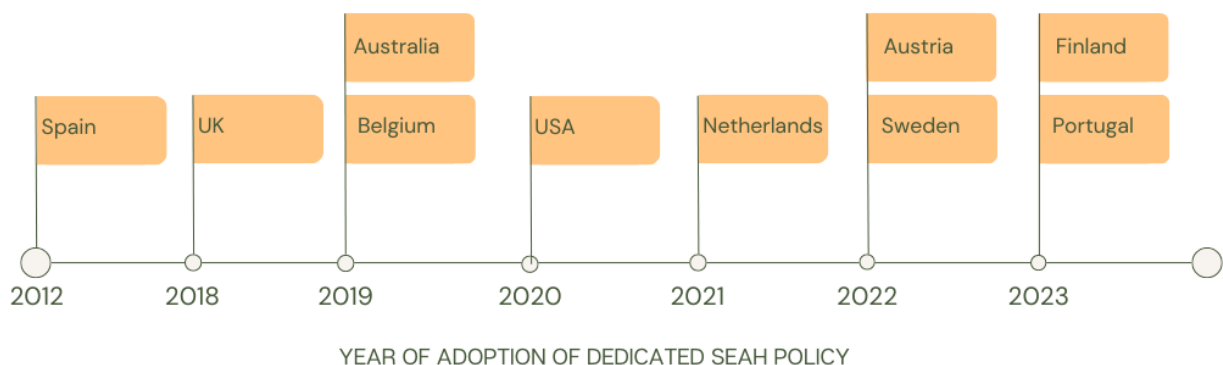 Australia
Austria
Finland
Spain
UK
Belgium
USA
Netherlands
Sweden
Portugal
2012
2018
2019
2020
2021
2022
2023
YEAR OF ADOPTION OF DEDICATED SEAH POLICY